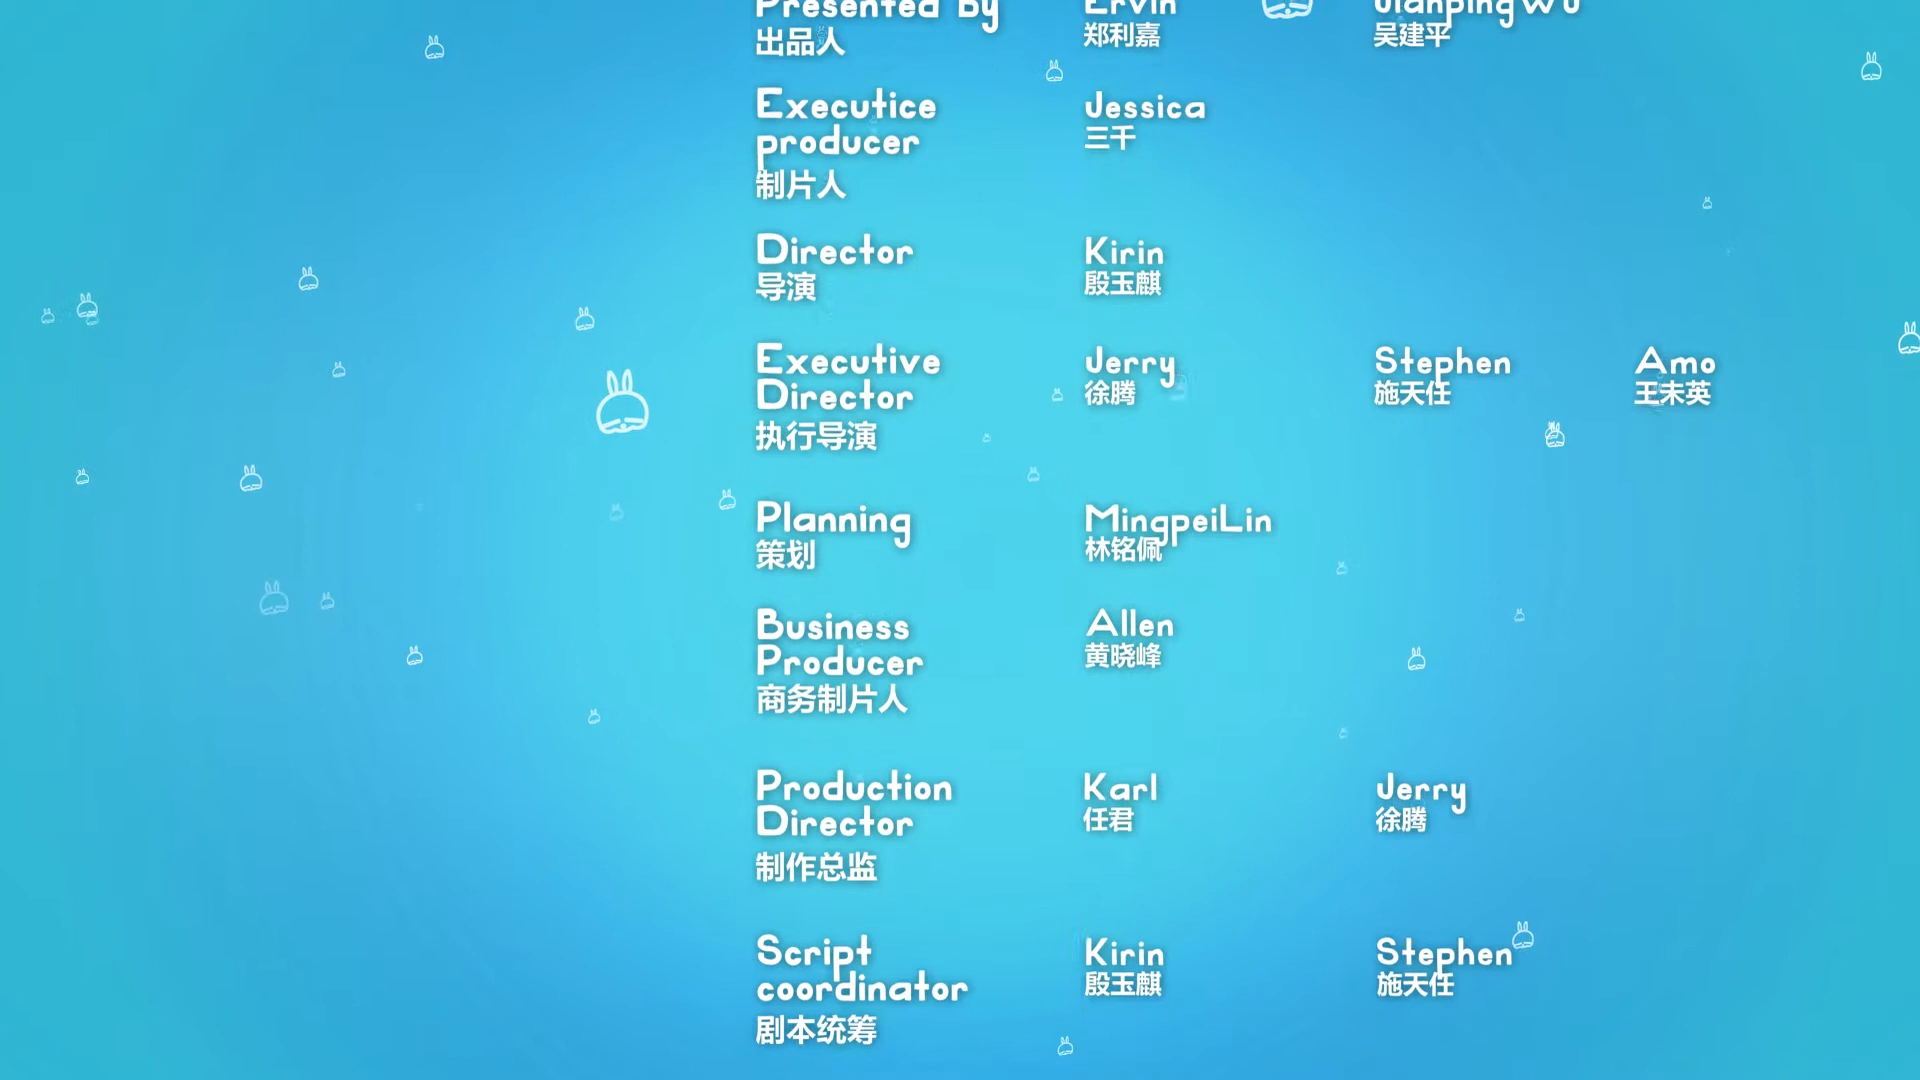 Presented By Ervin JianpingWu
出品人 郑利嘉 吴建平
Executice Jessica
producer 三千
制片人
Director Kirin
导演 殷玉麒
Executive Jerry Stephen Amo
Director 徐腾 施天任 王未英
执行导演
Planning MingpeiLin
策划 林铭佩
Business Allen
Producer 黄晓峰
商务制片人
Production Karl Jerry
Director 任君 徐腾
制作总监
Script Kirin Stephen
coordinator 殷玉麒 施天任
剧本统筹